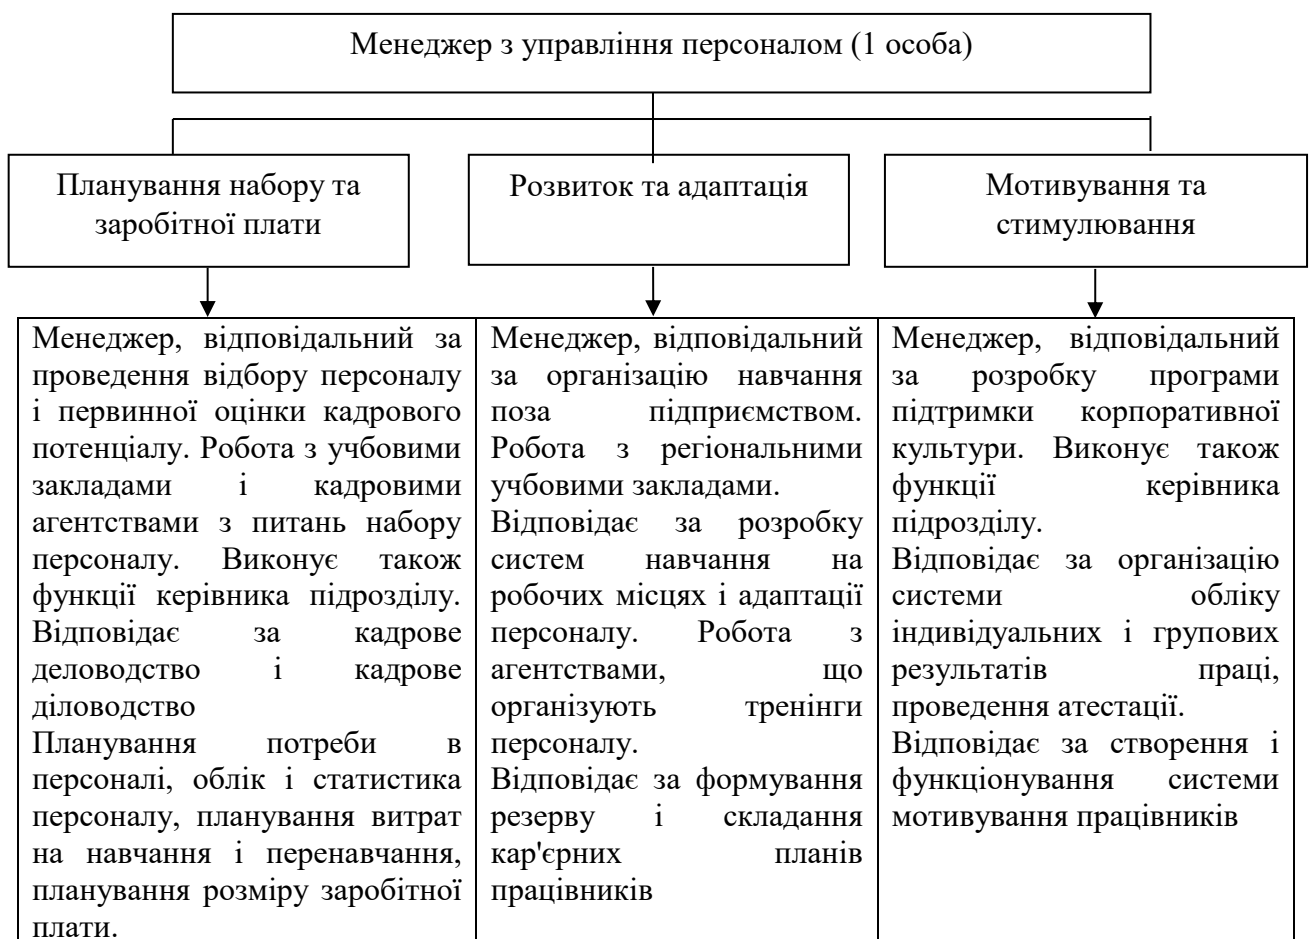 Менеджер з управління персоналом (1 особа)
Планування набору та
заробітної плати
Розвиток та адаптація
Мотивування та
стимулювання
Менеджер, відповідальний за
проведення відбору персоналу
і первинної оцінки кадрового
потенціалу. Робота з учбовими
закладами і кадровими
агентствами з питань набору
персоналу. Виконує також
функції керівника підрозділу.
Відповідає за кадрове
деловодство і кадрове
діловодство
Планування потреби в
персоналі, облік і статистика
персоналу, планування витрат
на навчання і перенавчання,
планування розміру заробітної
плати.
Менеджер, відповідальний
за організацію навчання
поза підприємством.
Робота з регіональними
учбовими закладами.
Відповідає за розробку
систем навчання на
робочих місцях і адаптації
персоналу. Робота з
агентствами, що
організують тренінги
персоналу.
Відповідає за формування
резерву і складання
кар'єрних планів
працівників
Менеджер, відповідальний
за розробку програми
підтримки корпоративної
культури. Виконує також
функції керівника
підрозділу.
Відповідає за організацію
системи обліку
індивідуальних і групових
результатів праці,
проведення атестації.
Відповідає за створення і
функціонування системи
мотивування працівників